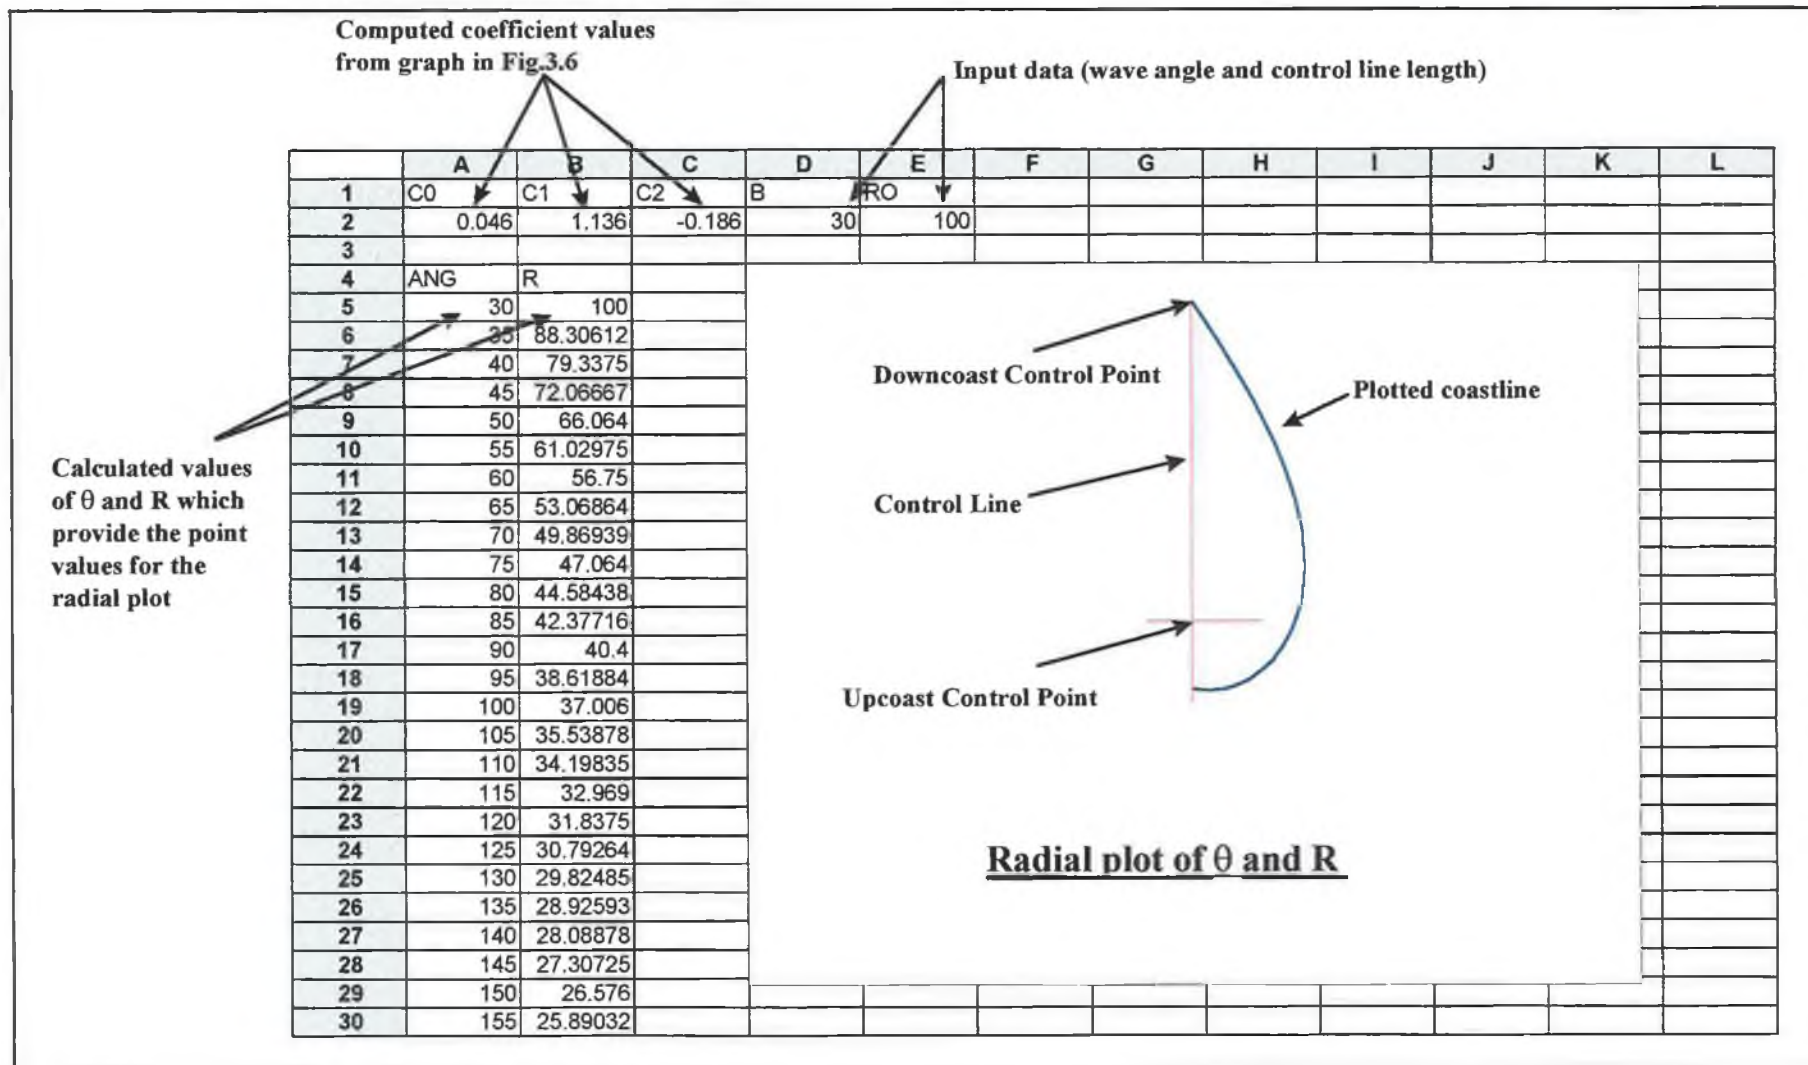 Computed coefficient values
from graph in Fig.3.6
Input data (wave angle and control line length)
A B C D E F G H I J K L
1 C0 C1 C2 B RO
2 0.046 1.136 -0.186 30 100
3
4 ANG R
5 30 100
6 35 88.30612
7 40 79.3375
8 45 72.06667
9 50 66.064
10 55 61.02975
11 60 56.75
12 65 53.06864
13 70 49.86939
14 75 47.064
15 80 44.58438
16 85 42.37716
17 90 40.4
18 95 38.61884
19 100 37.006
20 105 35.53878
21 110 34.19835
22 115 32.969
23 120 31.8375
24 125 30.79264
25 130 29.82485
26 135 28.92593
27 140 28.08878
28 145 27.30725
29 150 26.576
30 155 25.89032
Calculated values
of θ and R which
provide the point
values for the
radial plot
Downcoast Control Point
Plotted coastline
Control Line
Upcoast Control Point
Radial plot of θ and R